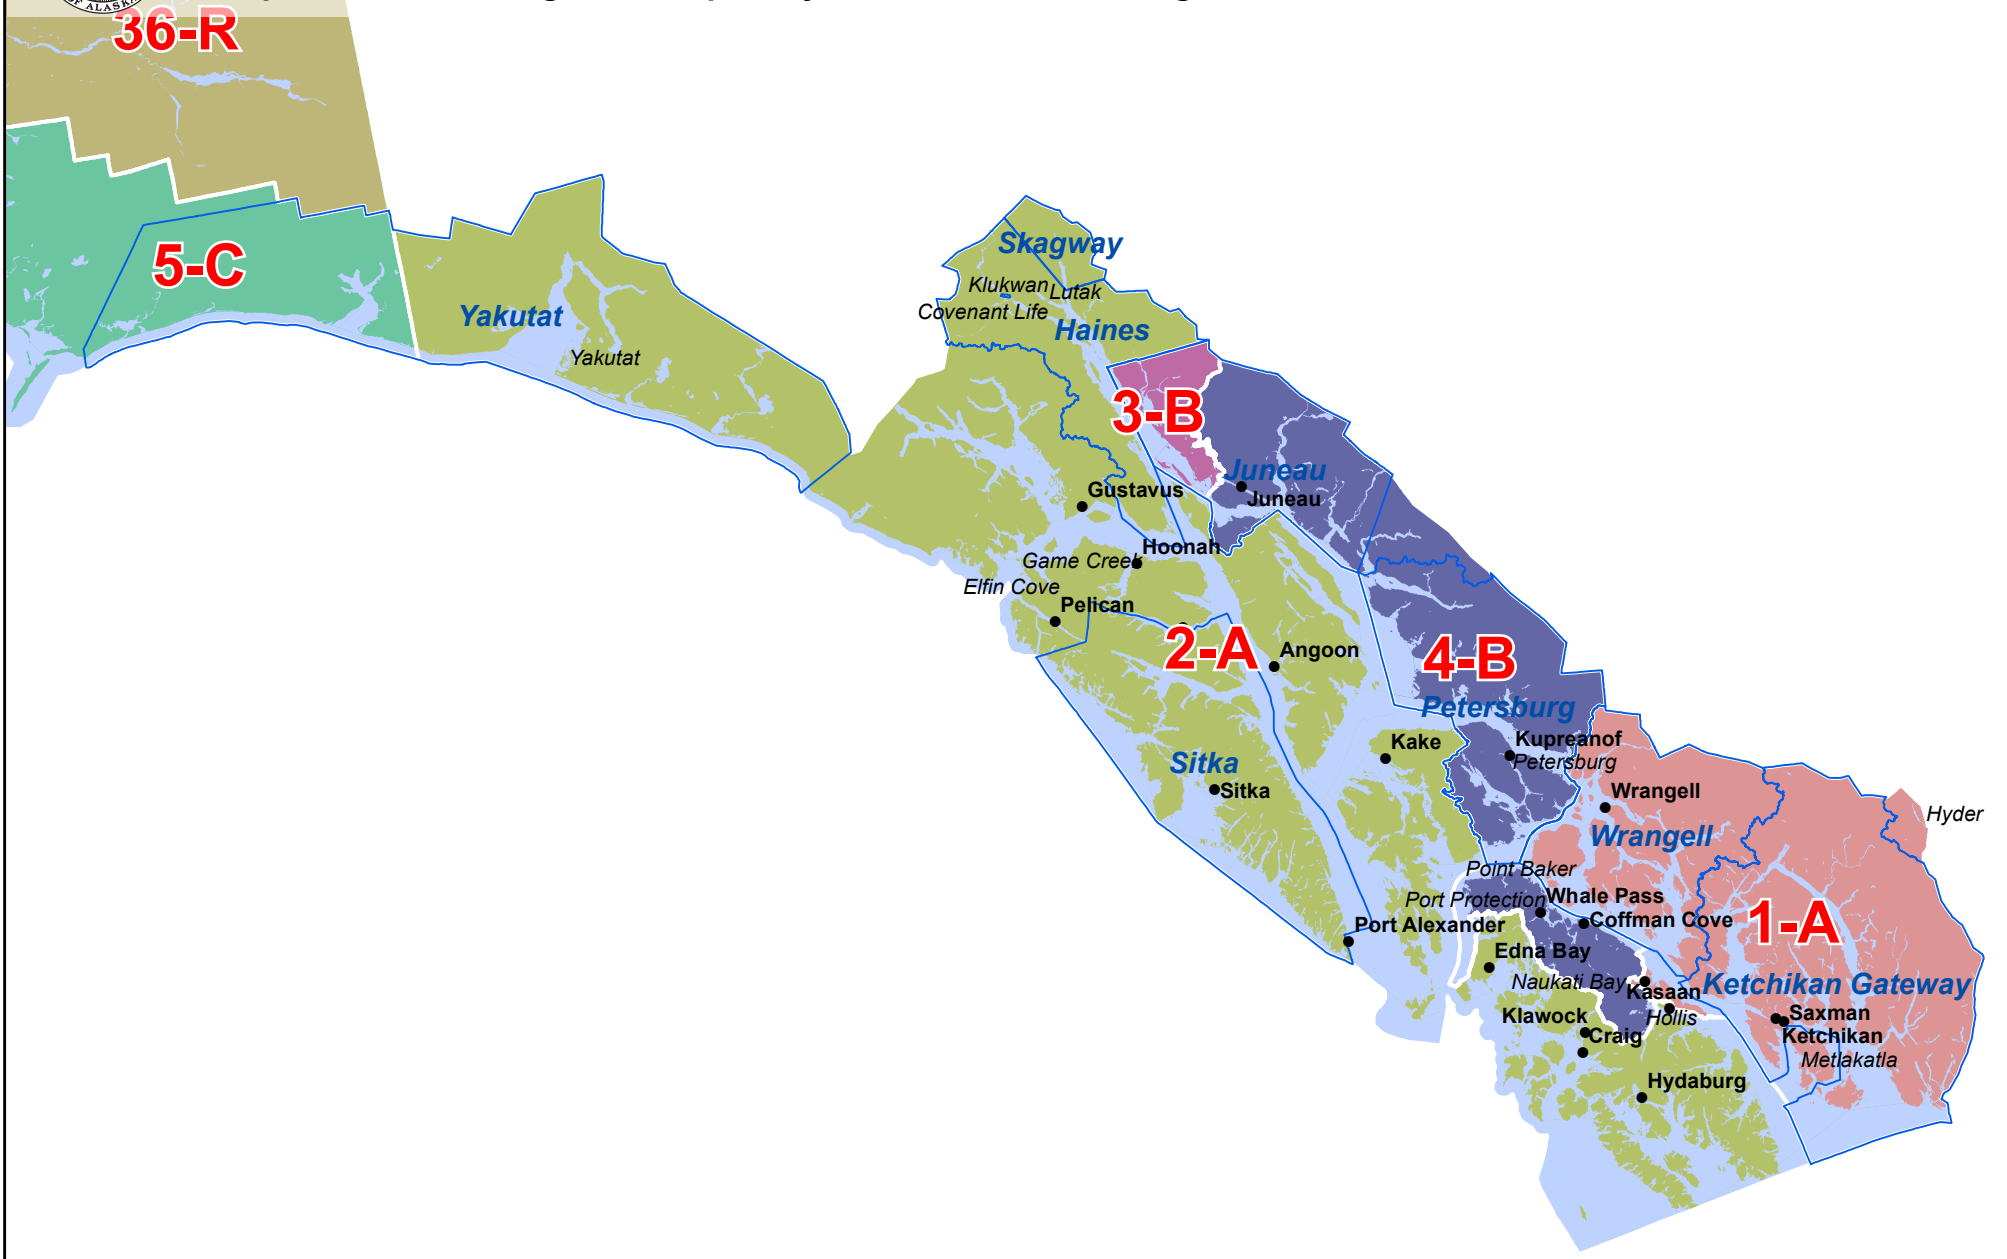 OF ALASKA
36-R
5-C
Yakutat
Yakutat
Skagway
Klukwan
Lutak
Covenant Life
Haines
3-B
Juneau
Juneau
Gustavus
Hoonah
Game Creek
Elfin Cove
Pelican
2-A
Angoon
4-B
Petersburg
Kake
Kupreanof
Petersburg
Sitka
Sitka
Wrangell
Hyder
Wrangell
Point Baker
Port Protection
Whale Pass
Port Alexander
Coffman Cove
1-A
Edna Bay
Naukati Bay
Kasaan
Ketchikan Gateway
Klawock
Hollis
Saxman
Craig
Ketchikan
Metlakatla
Hydaburg